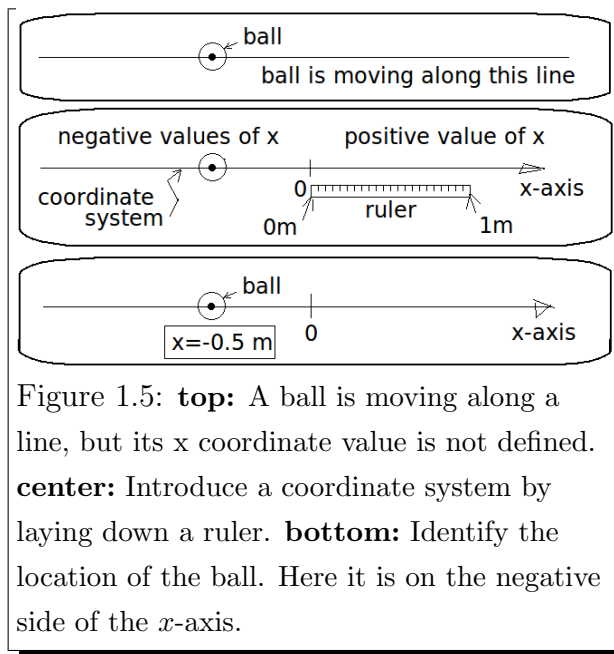 ball
ball is moving along this line
negative values of x
positive value of x
coordinate
system
0
x-axis
ruler
0m
1m
ball
0
x-axis
x=-0.5 m
Figure 1.5: top: A ball is moving along a
line, but its x coordinate value is not defined.
center: Introduce a coordinate system by
laying down a ruler. bottom: Identify the
location of the ball. Here it is on the negative
side of the x-axis.